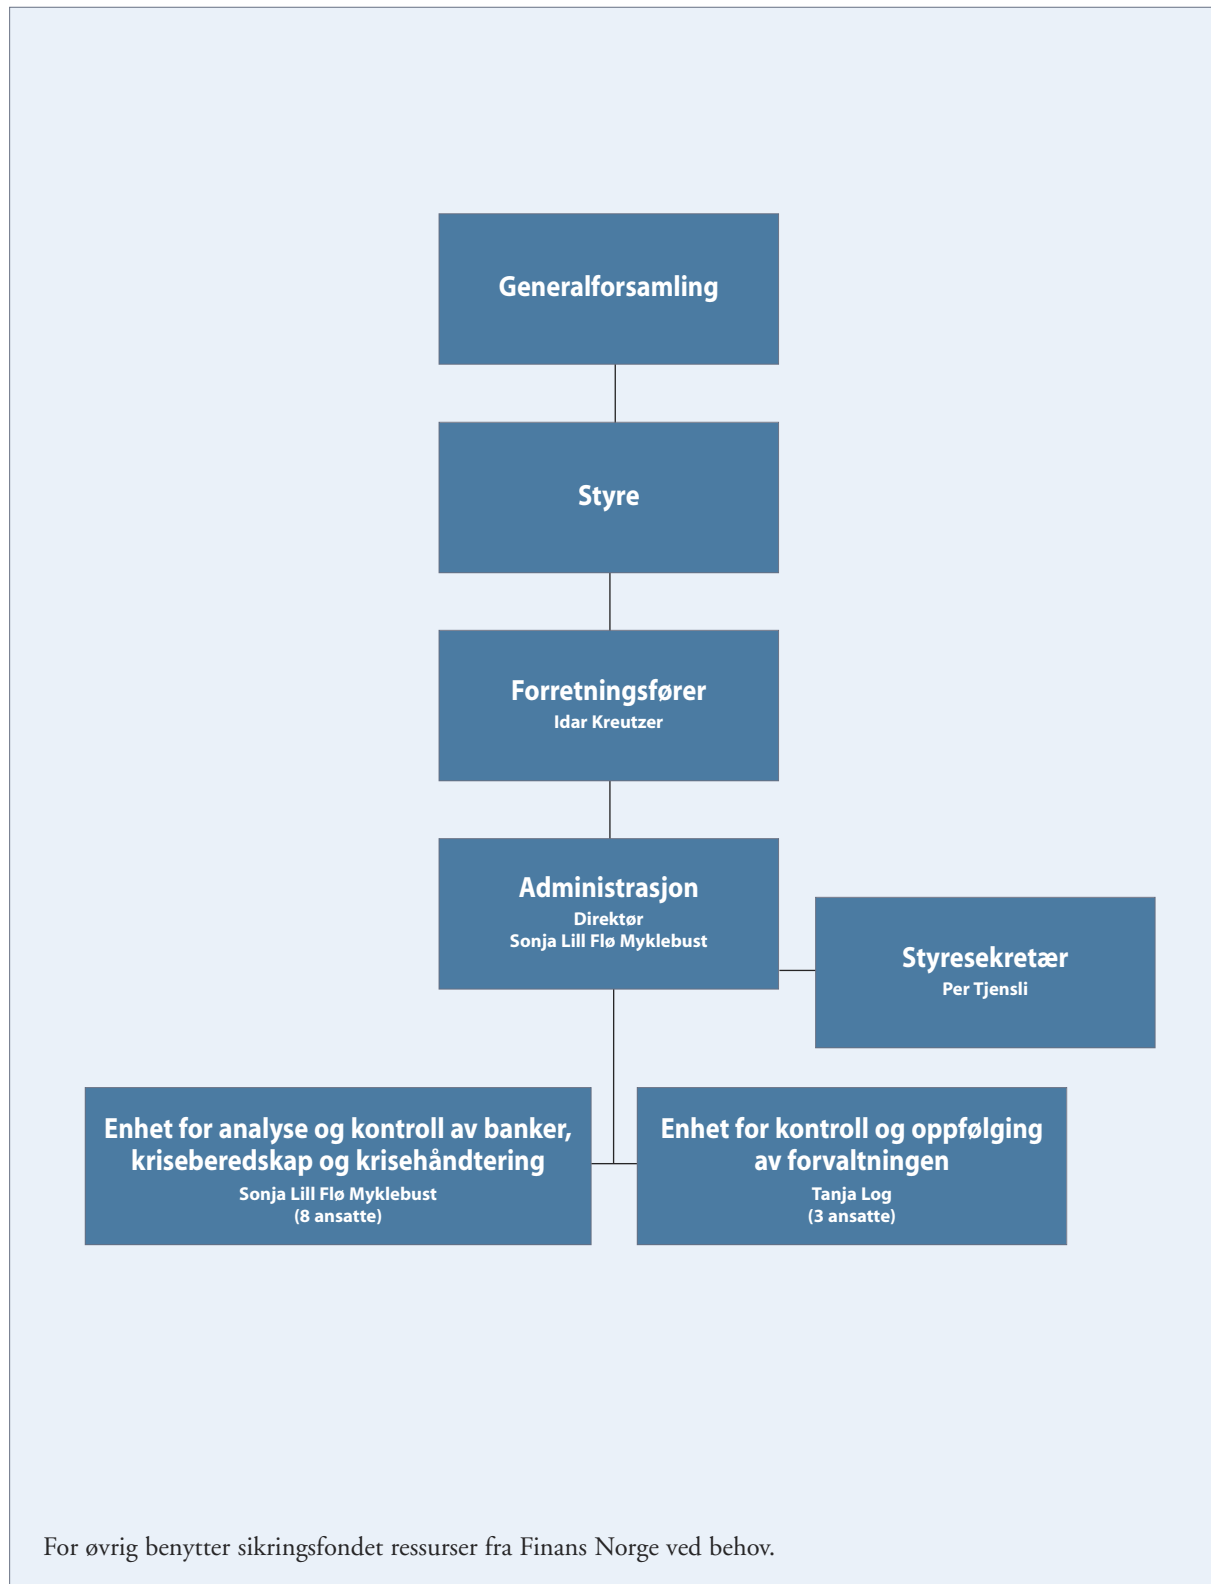 Generalforsamling
Styre
Forretningsfører
Idar Kreutzer
Administrasjon
Direktør
Sonja Lill Flø Myklebust
Styresekretær
Per Tjensli
Enhet for analyse og kontroll av banker,
kriseberedskap og krisehåndtering
Sonja Lill Flø Myklebust
(8 ansatte)
Enhet for kontroll og oppfølging
av forvaltningen
Tanja Log
(3 ansatte)
For øvrig benytter sikringsfondet ressurser fra Finans Norge ved behov.